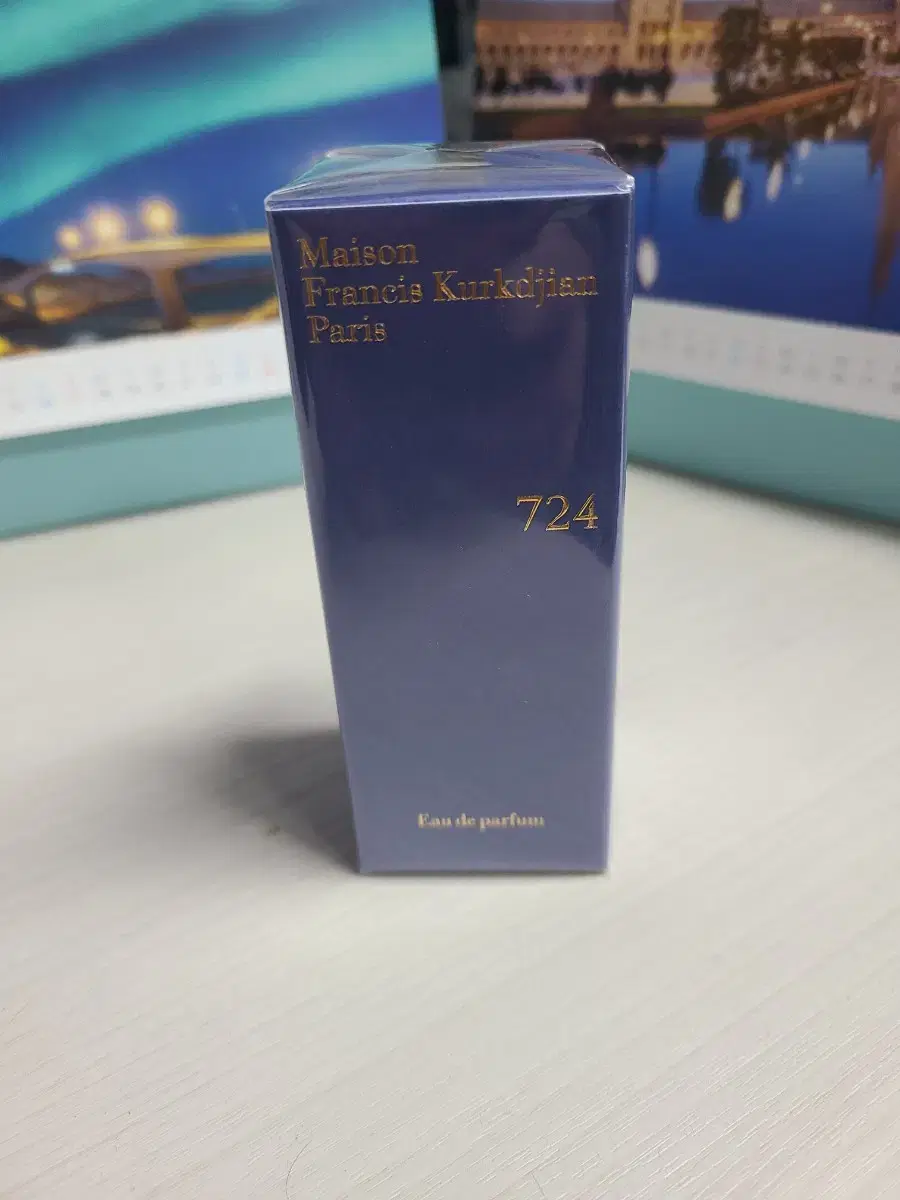 Maison
Francis Kurkdjian
Paris
724
Eau de parfum